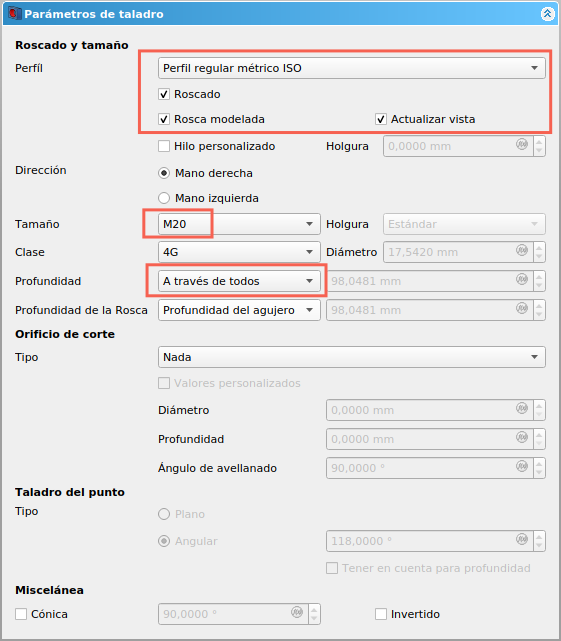 Parámetros de taladro
Roscado y tamaño
Perfíl Perfil regular métrico ISO
Roscado
Rosca modelada Actualizar vista
Hilo personalizado Holgura 0,0000 mm
Dirección Mano derecha
Mano izquierda
Tamaño M20 Holgura Estándar
Clase 4G Diámetro 17,5420 mm
Profundidad A través de todos 98,0481 mm
Profundidad de la Rosca Profundidad del agujero 98,0481 mm
Orificio de corte
Tipo Nada
Valores personalizados
Diámetro 0,0000 mm
Profundidad 0,0000 mm
Ángulo de avellanado 90,0000 °
Taladro del punto
Tipo Plano
Angular 118,0000 °
Tener en cuenta para profundidad
Miscelánea
Cónica 90,0000 ° Invertido